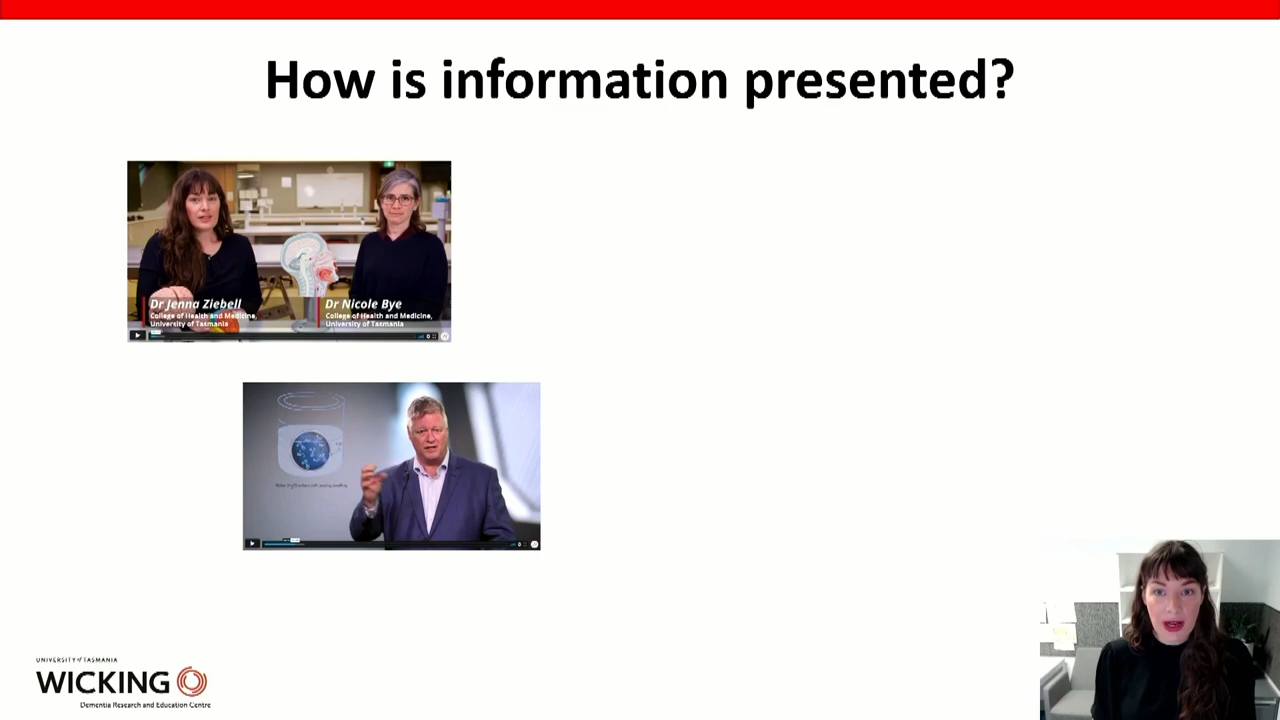 How is information presented?
Dr Jenna Ziebell
College of Health and Medicine,
University of Tasmania
Dr Nicole Bye
College of Health and Medicine,
University of Tasmania
UNIVERSITY of TASMANIA
WICKING
Dementia Research and Education Centre